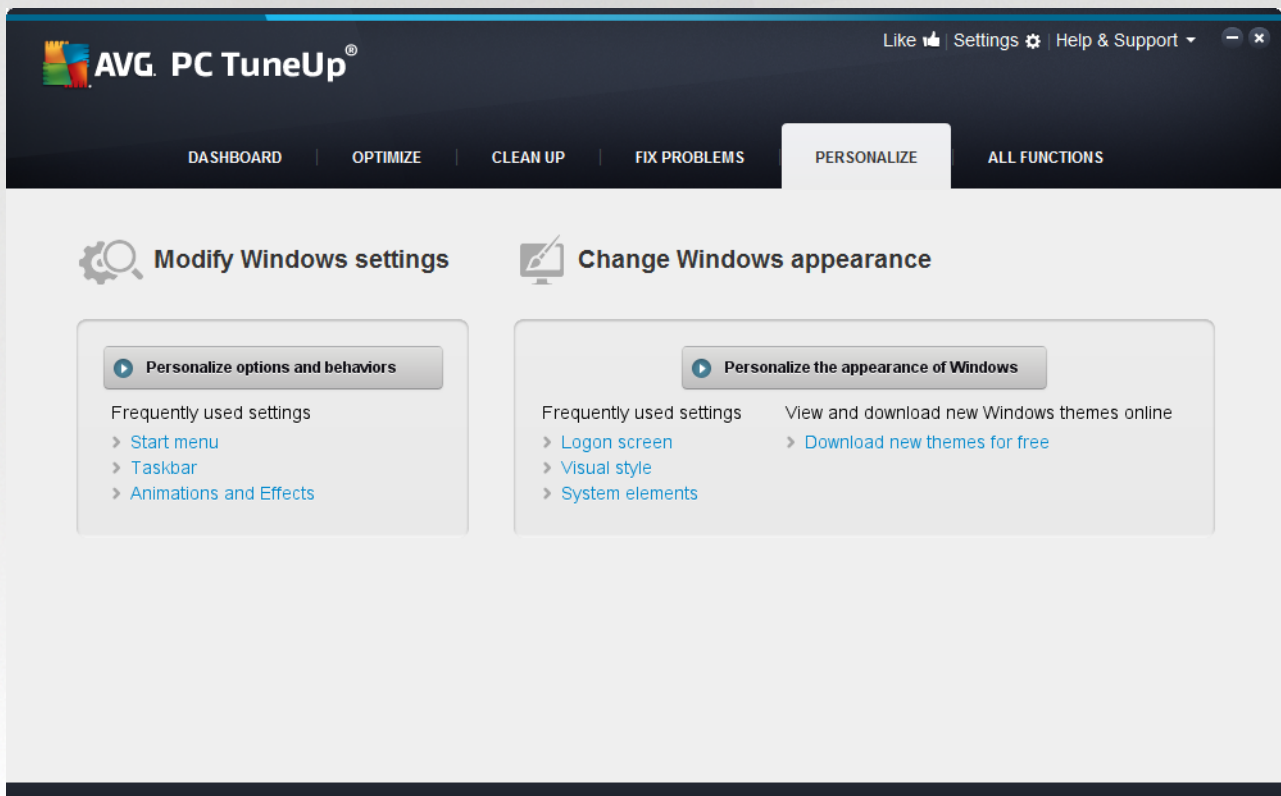 AVG. PC TuneUp®
Like | Settings | Help & Support
DASHBOARD | OPTIMIZE | CLEAN UP | FIX PROBLEMS | PERSONALIZE | ALL FUNCTIONS
Modify Windows settings
Personalize options and behaviors
Frequently used settings
Start menu
Taskbar
Animations and Effects
Change Windows appearance
Personalize the appearance of Windows
Frequently used settings
Logon screen
Visual style
System elements
View and download new Windows themes online
Download new themes for free